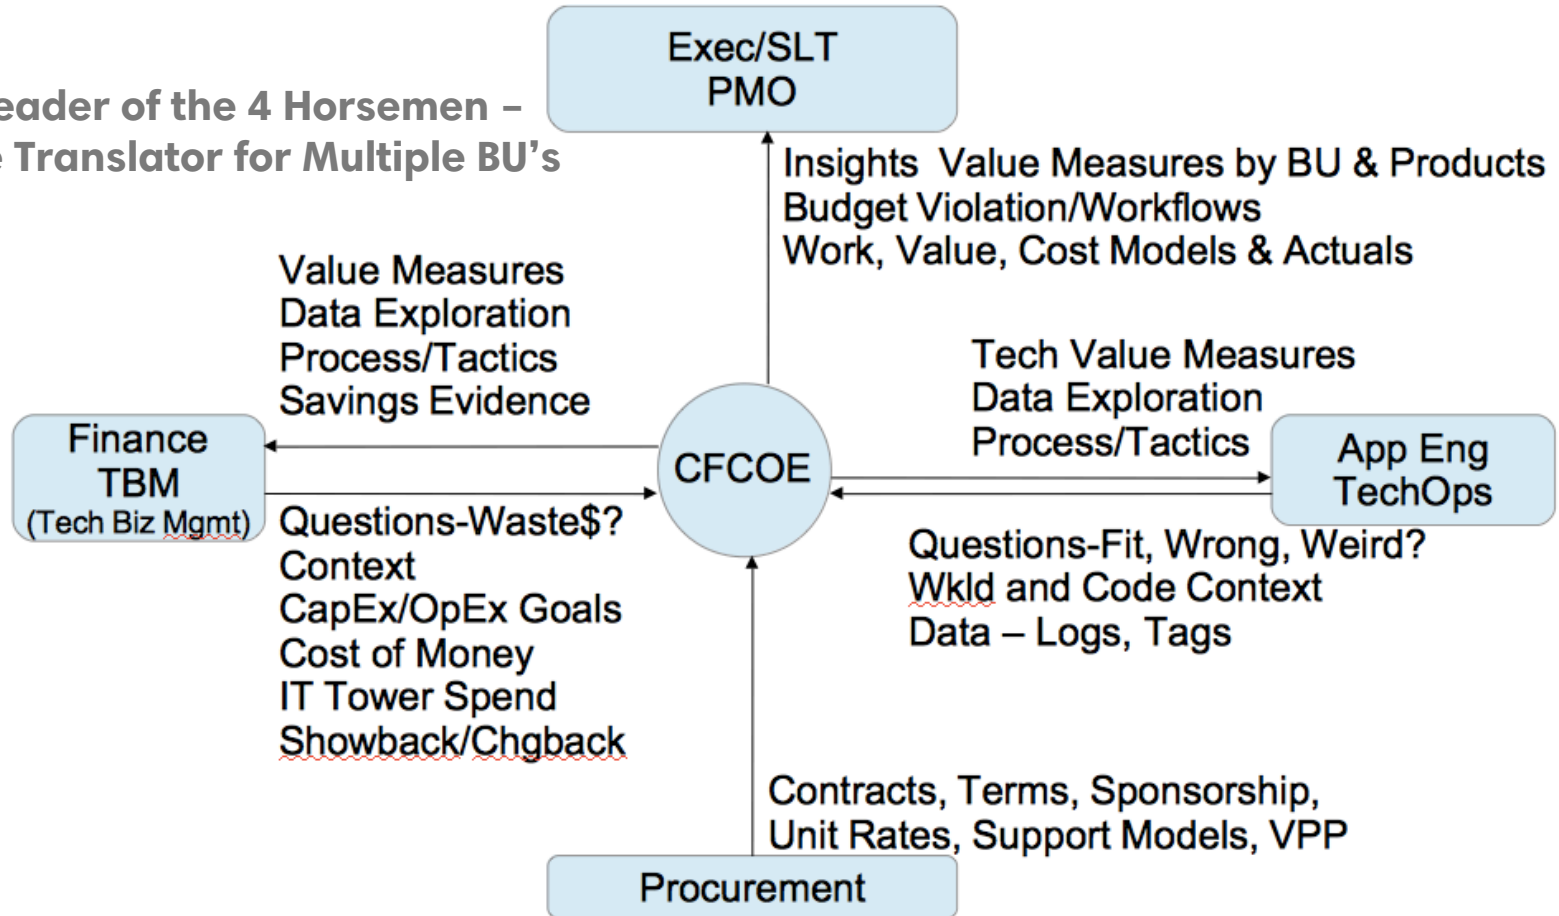 Exec/SLT
PMO
eader of the 4 Horsemen –
e Translator for Multiple BU's
Insights  Value Measures by BU & Products
Budget Violation/Workflows
Work, Value, Cost Models & Actuals
Value Measures
Data Exploration
Process/Tactics
Savings Evidence
Tech Value Measures
Data Exploration
Process/Tactics
Finance
TBM
(Tech Biz Mgmt)
CFCOE
App Eng
TechOps
Questions-Waste$?
Context
CapEx/OpEx Goals
Cost of Money
IT Tower Spend
Showback/Chgback
Questions-Fit, Wrong, Weird?
Wkld and Code Context
Data – Logs, Tags
Contracts, Terms, Sponsorship,
Unit Rates, Support Models, VPP
Procurement